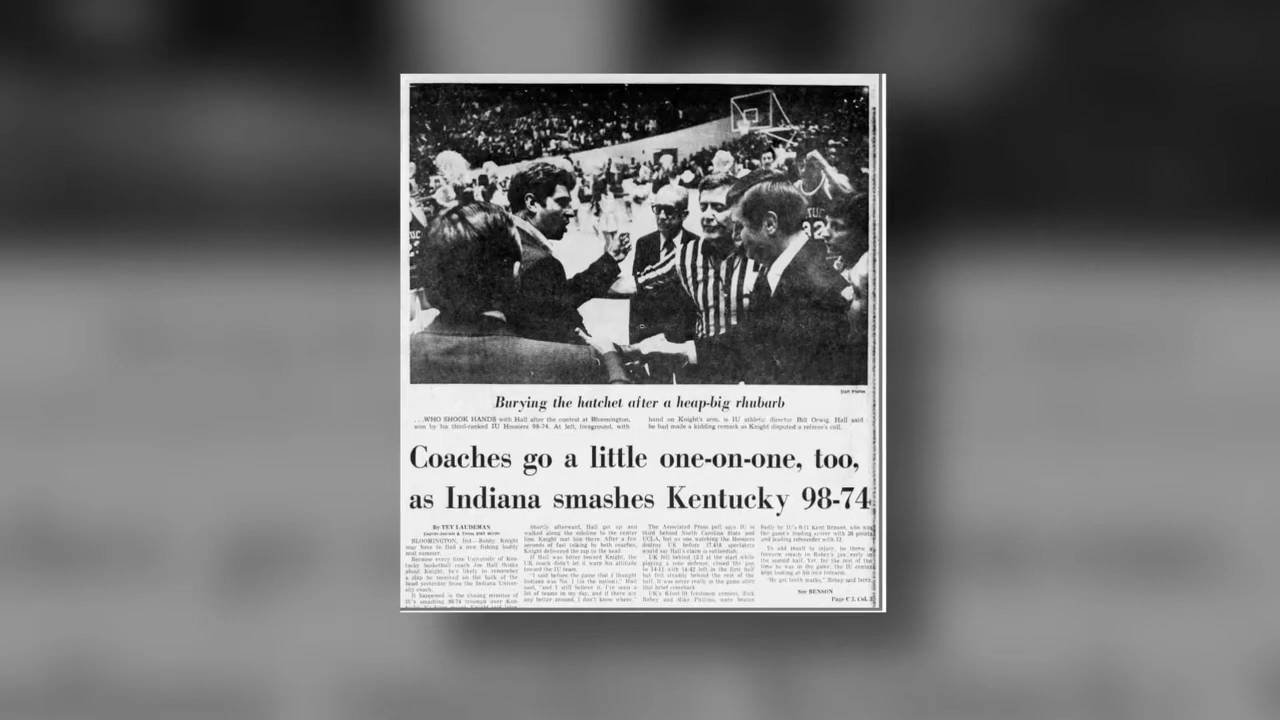 UC
32
Staff Photos
Burying the hatchet after a heap-big rhubarb
...WHO SHOOK HANDS with Hall after the contest at Bloomington,
won by his third-ranked IU Hoosiers 98-74. At left, foreground, with
hand on Knight's arm, is IU athletic director Bill Orwig. Hall said
he had made a kidding remark as Knight disputed a referee's call.
Coaches go a little one-on-one, too,
as Indiana smashes Kentucky 98-74
By TEV LAUDEMAN
Courier-Journal & Times Staff Writer
BLOOMINGTON, Ind.—Bobby Knight
may have to find a new fishing buddy
next summer.
Because every time University of Ken-
tucky basketball coach Joe Hall thinks
about Knight, he's likely to remember
a slap he received on the back of the
head yesterday from the Indiana Univer-
sity coach.
It happened in the closing minutes of
IU's smashing 98-74 triumph over Ken-
Shortly afterward, Hall got up and
walked along the sideline to the center
line. Knight met him there. After a few
seconds of fast talking by both coaches,
Knight delivered the cap to the head.
If Hall was bitter toward Knight, the
UK coach didn't let it warp his attitude
toward the IU team.
"I said before the game that I thought
Indiana was No. 1 (in the nation)," Hall
said, "and I still believe it. I've seen a
lot of teams in my day, and if there are
any better around, I don't know where."
The Associated Press poll says IU is
third behind North Carolina State and
UCLA, but no one watching the Hoosiers
destroy UK before 17,418 spectators
would say Hall's claim is outlandish.
UK fell behind 12-3 at the start while
playing a zone defense, closed the gap
to 14-11 with 14:42 left in the first half
but fell steadily behind the rest of the
half. It was never really in the game after
that brief comeback.
UK's 6-foot-10 freshmen centers, Rick
Robey and Mike Phillips, were beaten
badly by IU's 6-11 Kent Benson, who was
the game's leading scorer with 26 points
and leading rebounder with 12.
To add insult to injury, he threw a
forearm smash to Robey's jaw, early in
the second half. Yet, for the rest of the
time he was in the game, the IU center
kept looking at his own
"He got teeth marks," Robey said later,
See BENSON
Page C 3, Col.